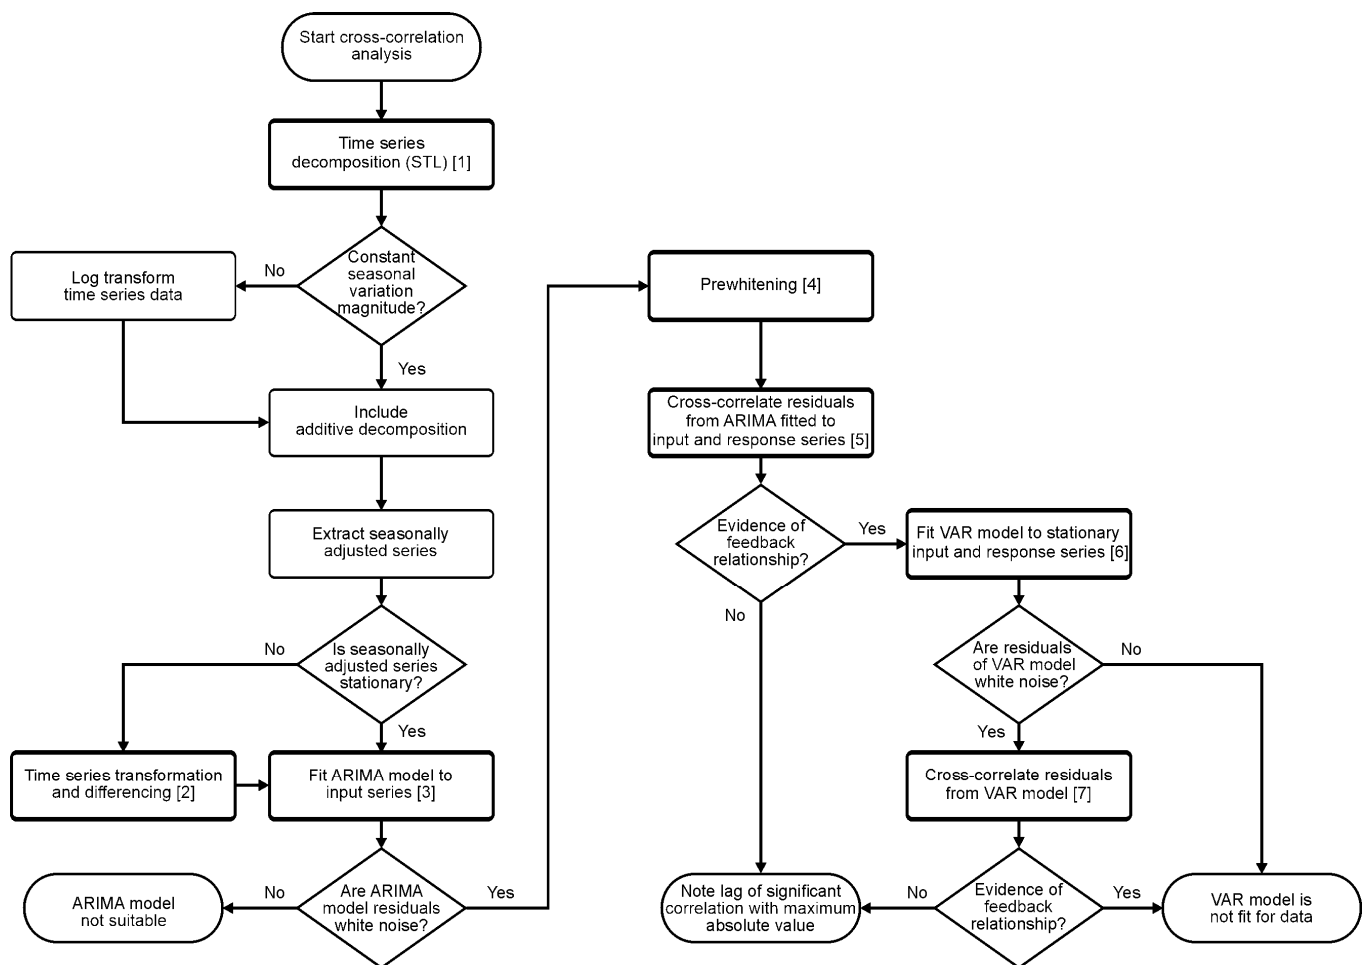 Start cross-correlation
analysis
Time series
decomposition (STL) [1]
Constant
seasonal
variation
magnitude?
No
Log transform
time series data
Yes
Include
additive decomposition
Extract seasonally
adjusted series
Is seasonally
adjusted series
stationary?
No
Yes
Time series transformation
and differencing [2]
Fit ARIMA model to
input series [3]
Are ARIMA
model residuals
white noise?
No
ARIMA model
not suitable
Yes
Prewhitening [4]
Cross-correlate residuals
from ARIMA fitted to
input and response series [5]
Evidence of
feedback
relationship?
Yes
No
Fit VAR model to stationary
input and response series [6]
Are residuals
of VAR model
white noise?
No
Yes
Cross-correlate residuals
from VAR model [7]
Evidence of
feedback
relationship?
No
Yes
Note lag of significant
correlation with maximum
absolute value
VAR model is
not fit for data